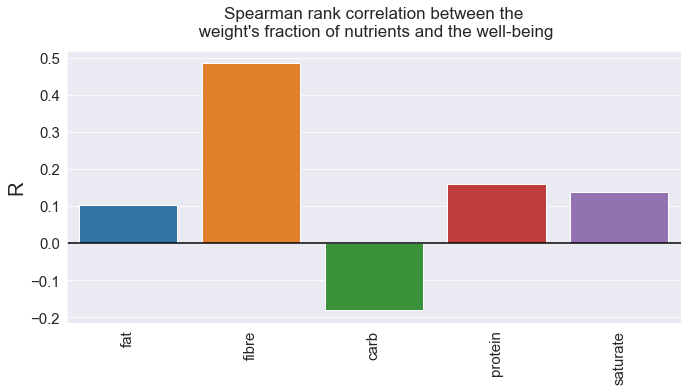 Spearman rank correlation between the
weight's fraction of nutrients and the well-being
0.5
0.4
0.3
0.2
0.1
0.0
−0.1
−0.2
R
fat
fibre
carb
protein
saturate